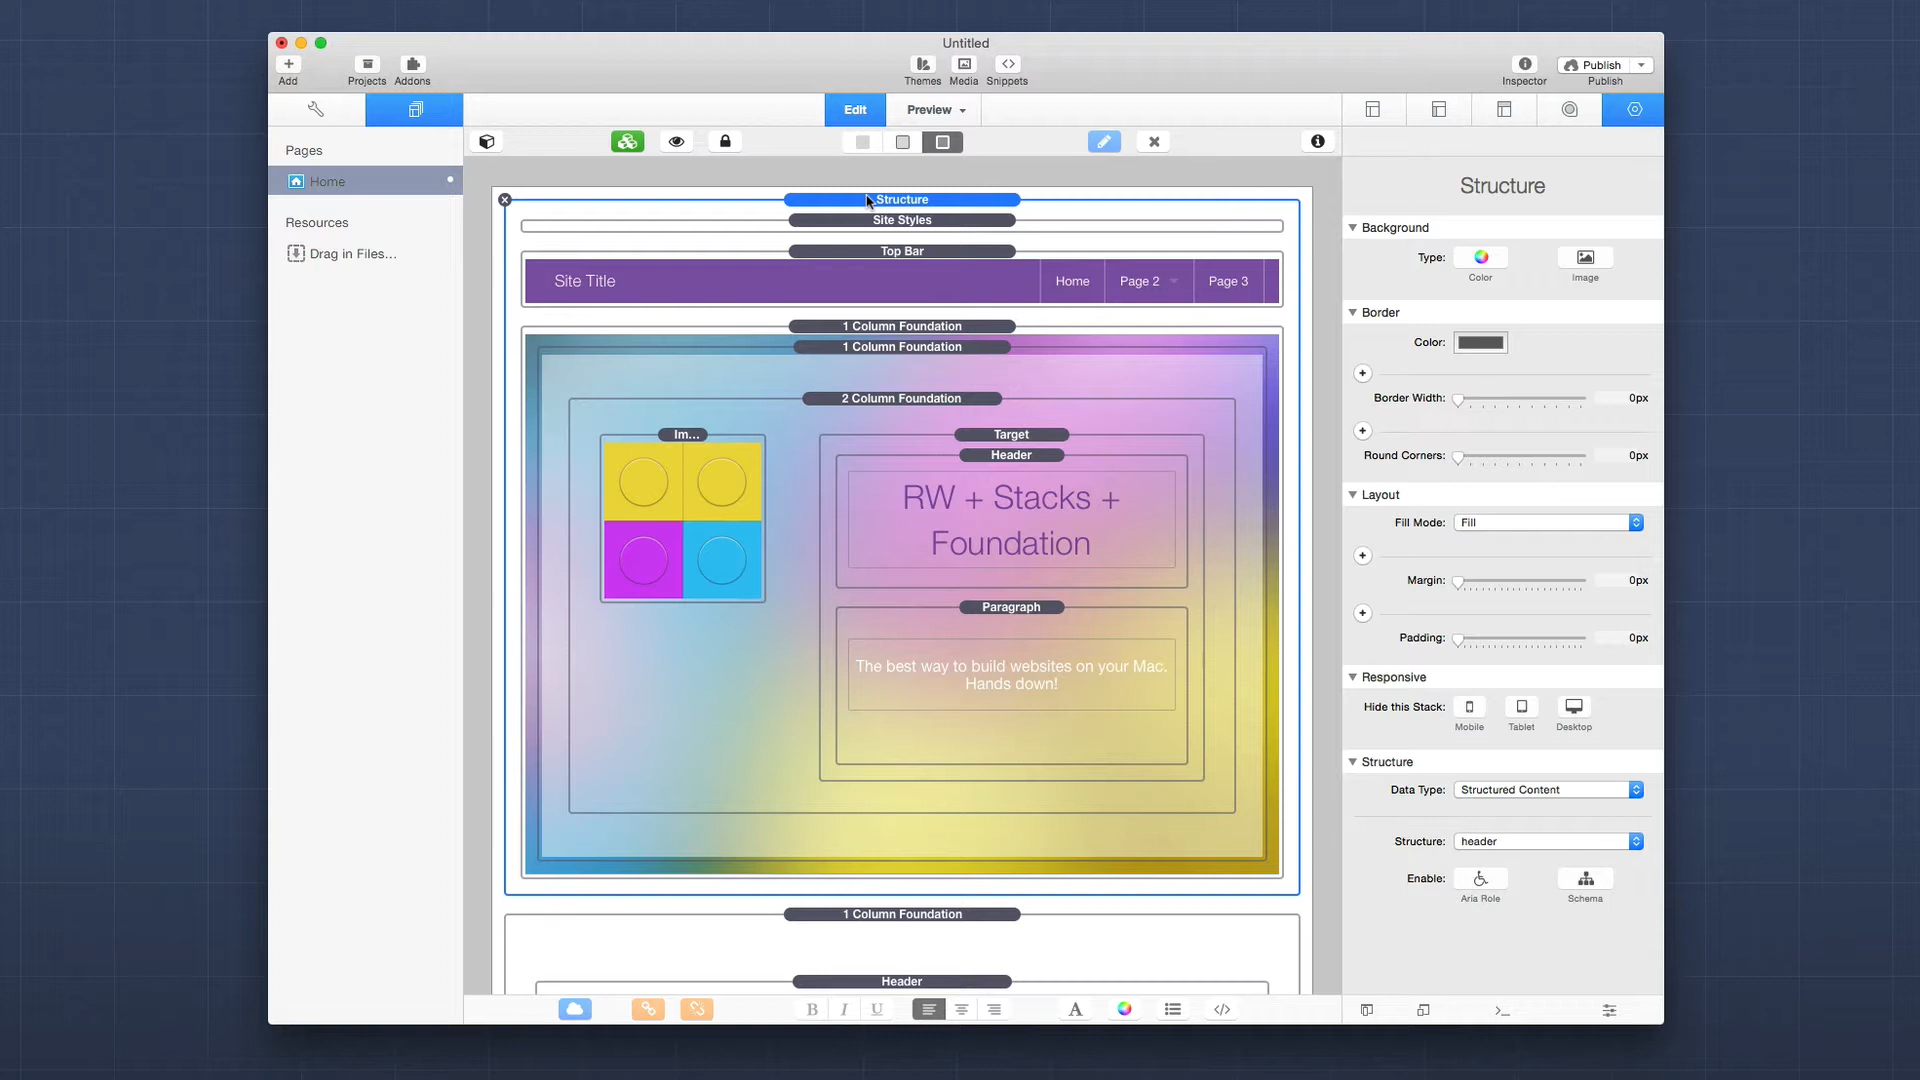 Untitled
Add
Projects
Addons
Themes
Media
Snippets
Inspector
Publish
Publish
Edit
Preview
Pages
Home
Resources
Drag in Files...
Structure
Site Styles
Top Bar
Site Title
Home
Page 2
Page 3
1 Column Foundation
1 Column Foundation
2 Column Foundation
Im...
Target
Header
RW + Stacks +
Foundation
Paragraph
The best way to build websites on your Mac.
Hands down!
1 Column Foundation
Header
B I U
A
Structure
Background
Type:
Color
Image
Border
Color:
Border Width:
0px
Round Corners:
0px
Layout
Fill Mode:
Fill
Margin:
0px
Padding:
0px
Responsive
Hide this Stack:
Mobile
Tablet
Desktop
Structure
Data Type:
Structured Content
Structure:
header
Enable:
Aria Role
Schema